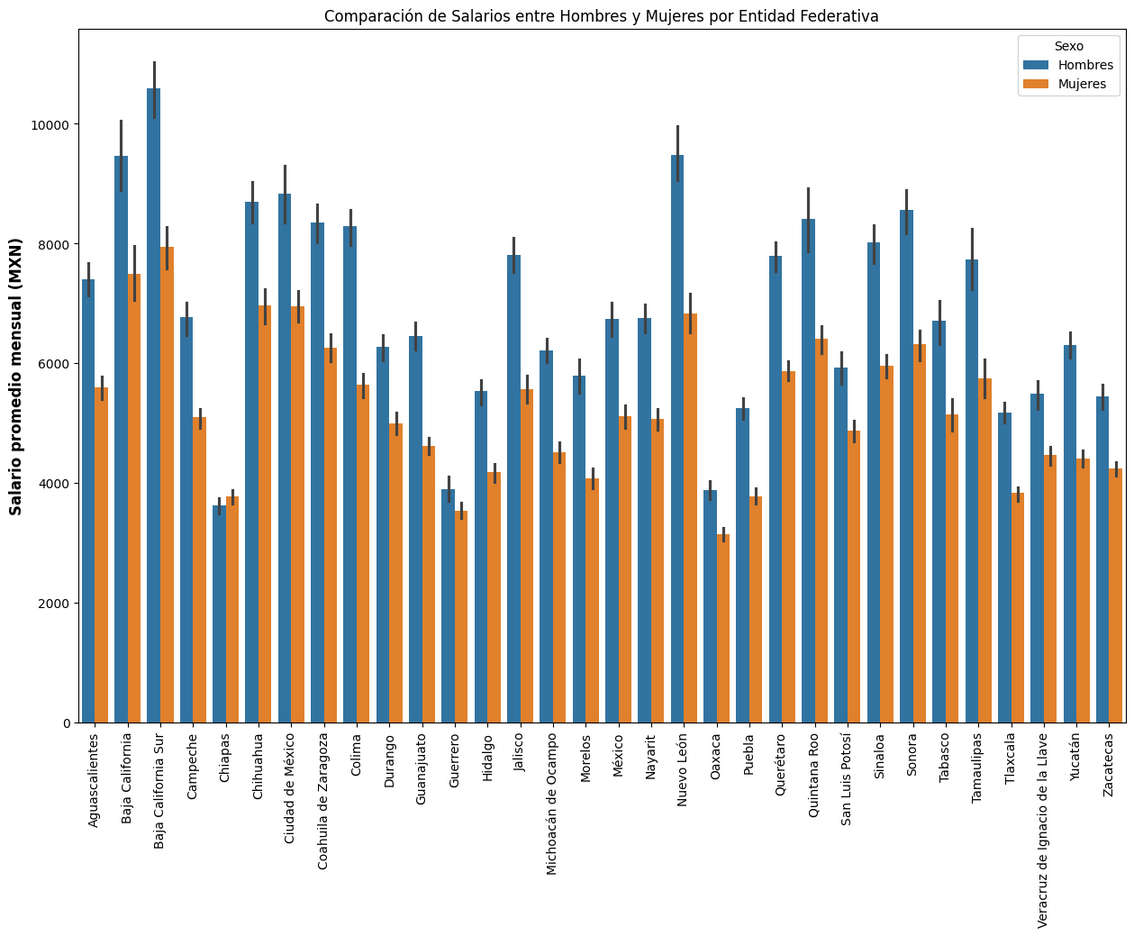 Comparación de Salarios entre Hombres y Mujeres por Entidad Federativa
Sexo
Hombres
Mujeres
Salario promedio mensual (MXN)
10000
8000
6000
4000
2000
0
Aguascalientes
Baja California
Baja California Sur
Campeche
Chiapas
Chihuahua
Ciudad de México
Coahuila de Zaragoza
Colima
Durango
Guanajuato
Guerrero
Hidalgo
Jalisco
Michoacán de Ocampo
Morelos
México
Nayarit
Nuevo León
Oaxaca
Puebla
Querétaro
Quintana Roo
San Luis Potosí
Sinaloa
Sonora
Tabasco
Tamaulipas
Tlaxcala
Veracruz de Ignacio de la Llave
Yucatán
Zacatecas